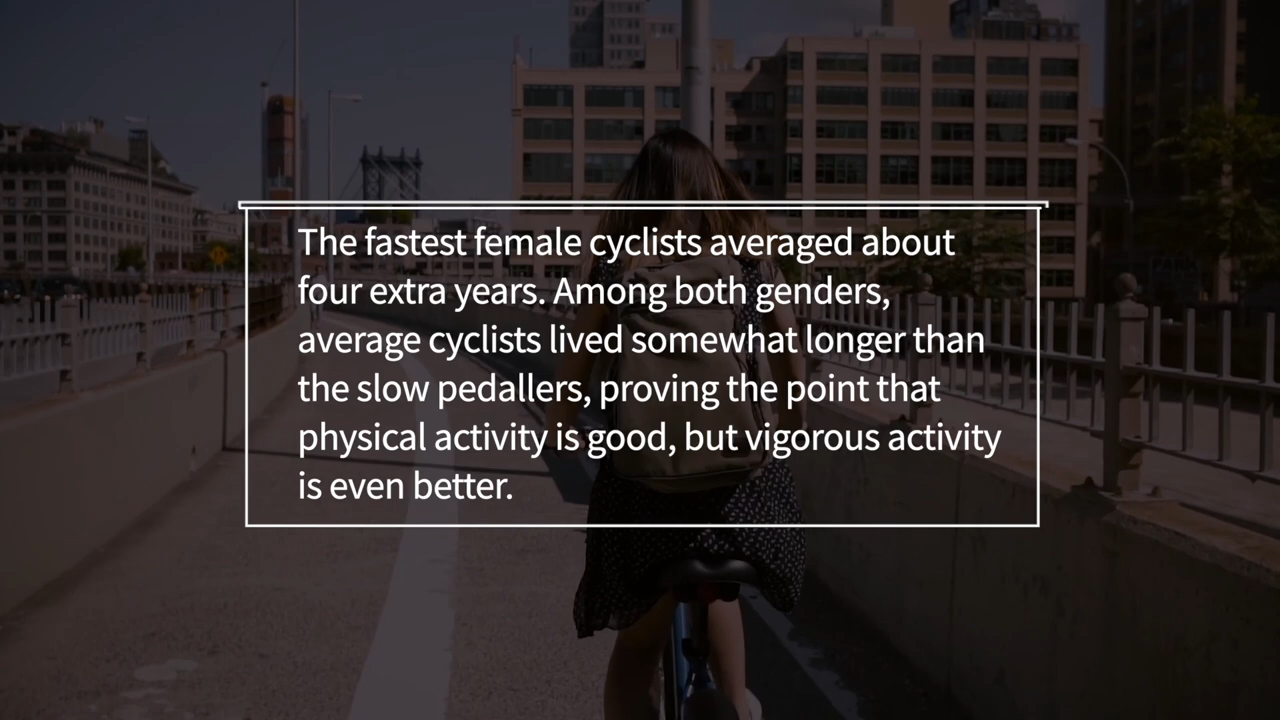 The fastest female cyclists averaged about
four extra years. Among both genders,
average cyclists lived somewhat longer than
the slow pedallers, proving the point that
physical activity is good, but vigorous activity
is even better.